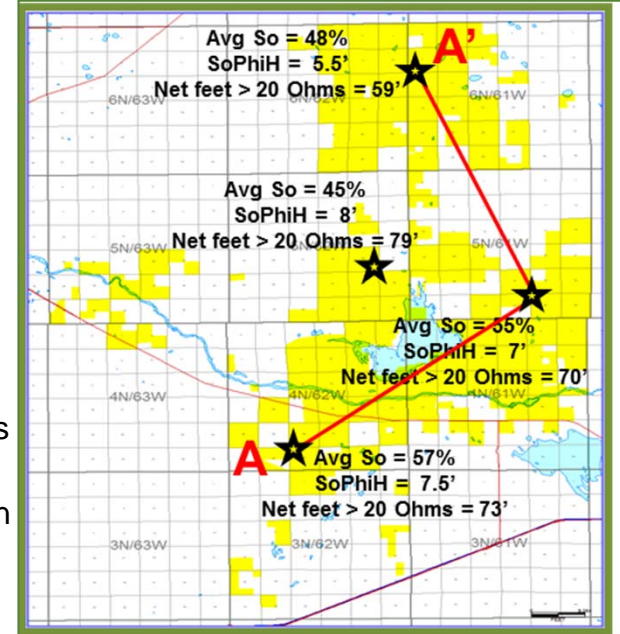 Avg So = 48%
SoPhiH = 5.5'
Net feet > 20 Ohms = 59'
A'
6N/63W
6N/62W
6N/61W
Avg So = 45%
SoPhiH = 8'
Net feet > 20 Ohms = 79'
5N/63W
5N/61W
Avg So = 55%
SoPhiH = 7'
Net feet > 20 Ohms = 70'
4N/63W
4N/62W
4N/61W
s
A
Avg So = 57%
SoPhiH = 7.5'
Net feet > 20 Ohms = 73'
n
3N/63W
3N/62W
3N/61W